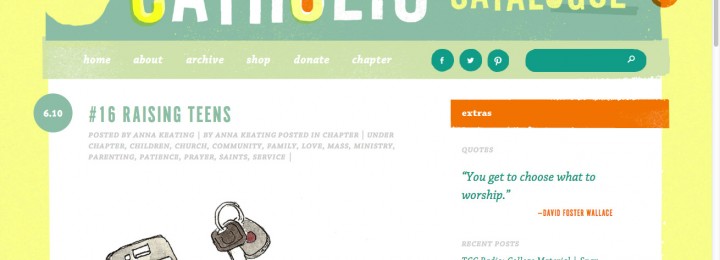 CATHOLIC CATALOGUE
home about archive shop donate chapter
6.10
#16 RAISING TEENS
POSTED BY ANNA KEATING | BY ANNA KEATING POSTED IN CHAPTER | UNDER
CHAPTER, CHILDREN, CHURCH, COMMUNITY, FAMILY, LOVE, MASS, MINISTRY,
PARENTING, PATIENCE, PRAYER, SAINTS, SERVICE |
extras
QUOTES
“You get to choose what to
worship.”
—DAVID FOSTER WALLACE
RECENT POSTS